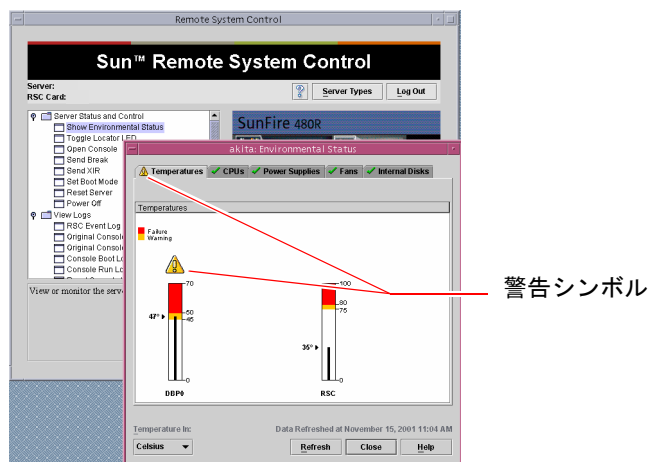 Remote System Control
Sun™ Remote System Control
Server:
RSC Card:
Server Types
Log Out
Server Status and Control
Show Environmental Status
Toggle Locator LED
Open Console
Send Break
Send XIR
Set Boot Mode
Reset Server
Power Off
View Logs
RSC Event Log
Original Consol
Original Consol
Console Boot Lo
Console Run Lo
View or monitor the serve
SunFire 480R
akita: Environmental Status
Temperatures
CPUs
Power Supplies
Fans
Internal Disks
Temperatures
Failure
Warning
70
50
46
47°
0
DBP0
100
80
75
35°
0
RSC
警告シンボル
Temperature In:
Data Refreshed at November 15, 2001 11:04 AM
Celsius
Refresh
Close
Help